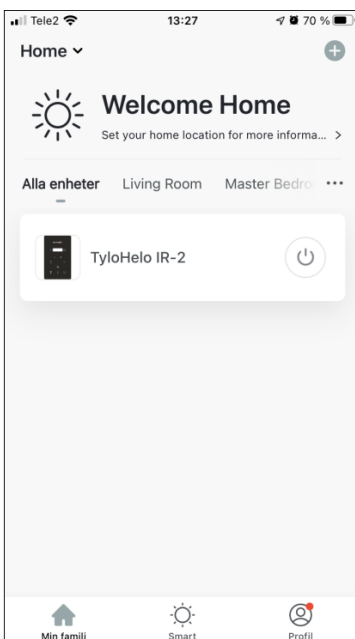 Tele2 13:27 70 %
Home
Welcome Home
Set your home location for more informa...
Alla enheter Living Room Master Bedro
TyloHelo IR-2
Min famili Smart Profil